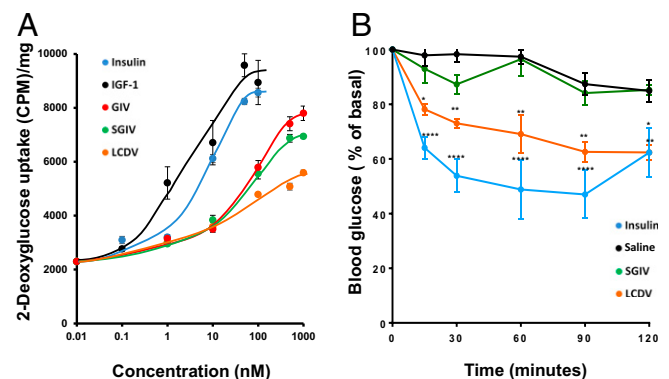 A
2-Deoxyglucose uptake (CPM)/mg
10000
8000
6000
4000
2000
0
0.01 0.1 1 10 100 1000
Concentration (nM)
Insulin
IGF-1
GIV
SGIV
LCDV
B
Blood glucose ( % of basal)
100
80
60
40
20
0
0 30 60 90 120
Time (minutes)
* ** ** ** *
**** **** **** **** **
Insulin
Saline
SGIV
LCDV